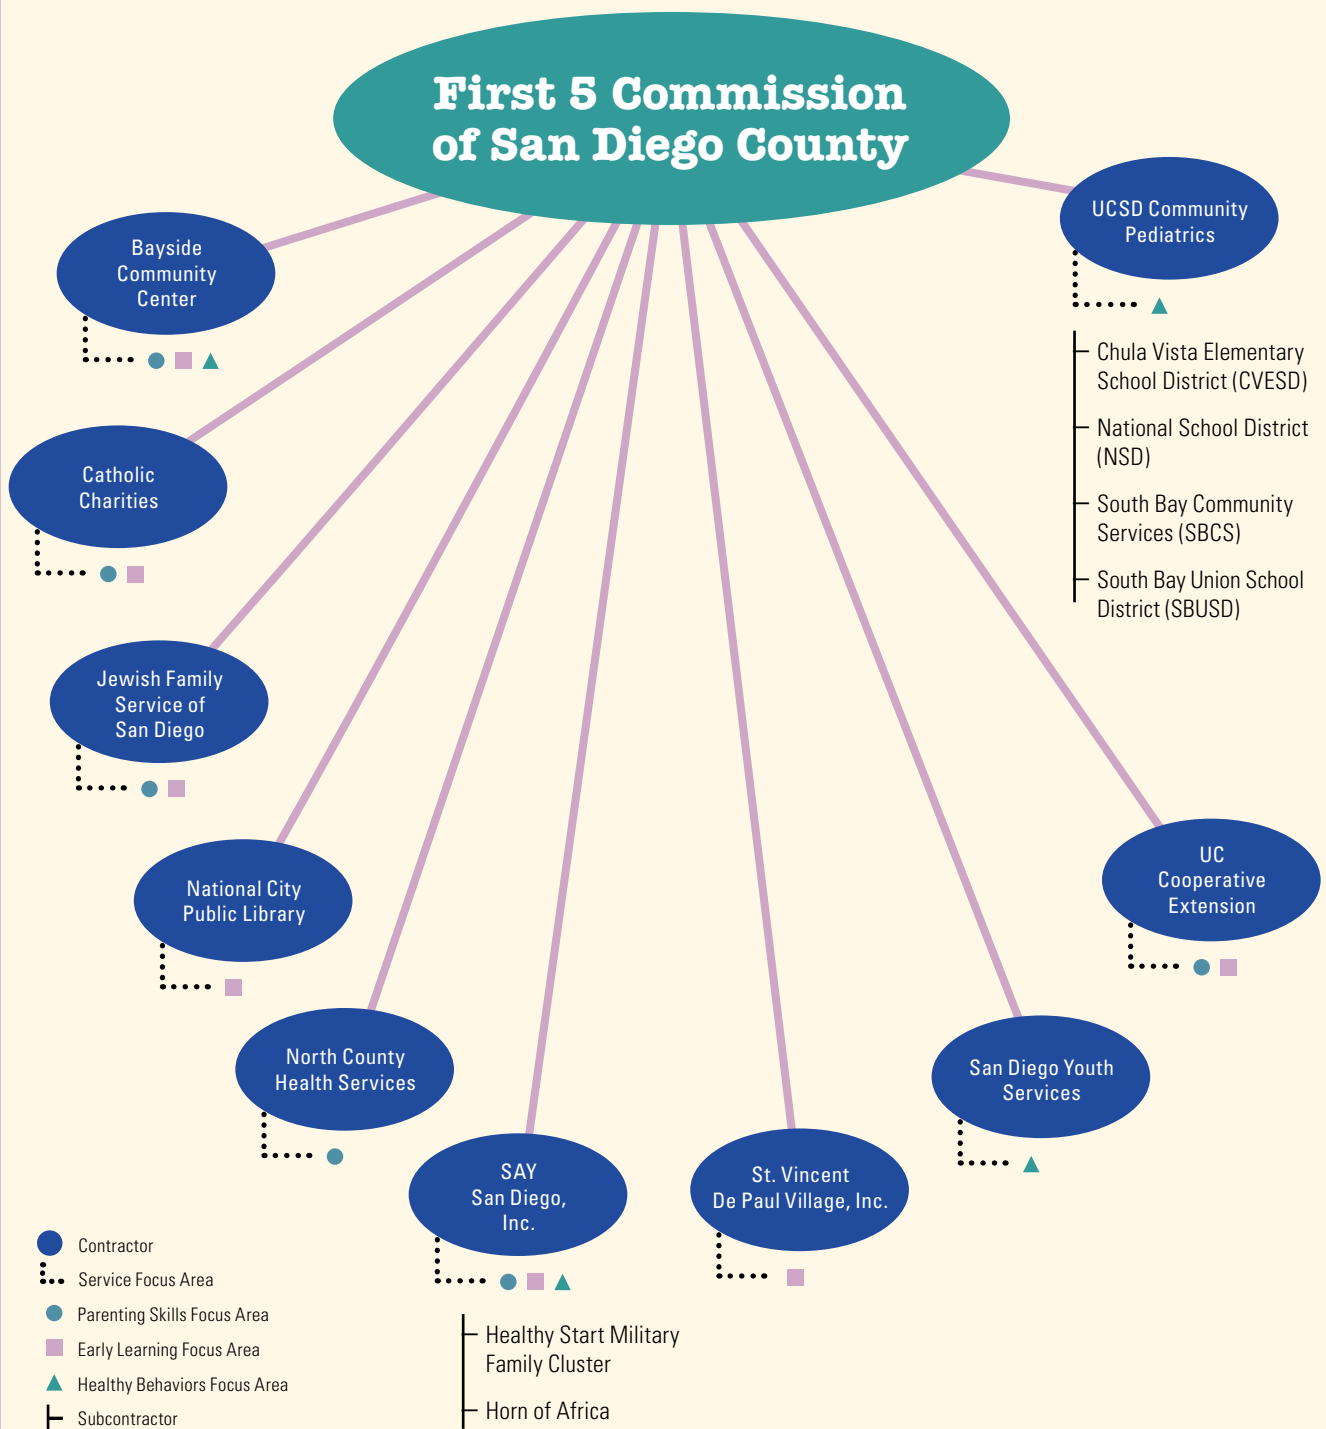 First 5 Commission
of San Diego County
UCSD Community
Pediatrics
Chula Vista Elementary
School District (CVESD)
National School District
(NSD)
South Bay Community
Services (SBCS)
South Bay Union School
District (SBUSD)
Bayside
Community
Center
Catholic
Charities
Jewish Family
Service of
San Diego
National City
Public Library
North County
Health Services
SAY
San Diego,
Inc.
Healthy Start Military
Family Cluster
Horn of Africa
St. Vincent
De Paul Village, Inc.
San Diego Youth
Services
UC
Cooperative
Extension
Contractor
Service Focus Area
Parenting Skills Focus Area
Early Learning Focus Area
Healthy Behaviors Focus Area
Subcontractor